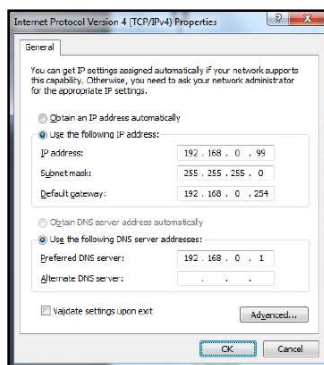 Internet Protocol Version 4 (TCP/IPv4) Properties
General
You can get IP settings assigned automatically if your network supports
this capability. Otherwise, you need to ask your network administrator
for the appropriate IP settings.
Obtain an IP address automatically
Use the following IP address:
IP address: 192 . 168 . 0 . 99
Subnet mask: 255 . 255 . 255 . 0
Default gateway: 192 . 168 . 0 . 254
Obtain DNS server address automatically
Use the following DNS server addresses:
Preferred DNS server: 192 . 168 . 0 . 1
Alternate DNS server: . . .
Validate settings upon exit
Advanced...
OK Cancel